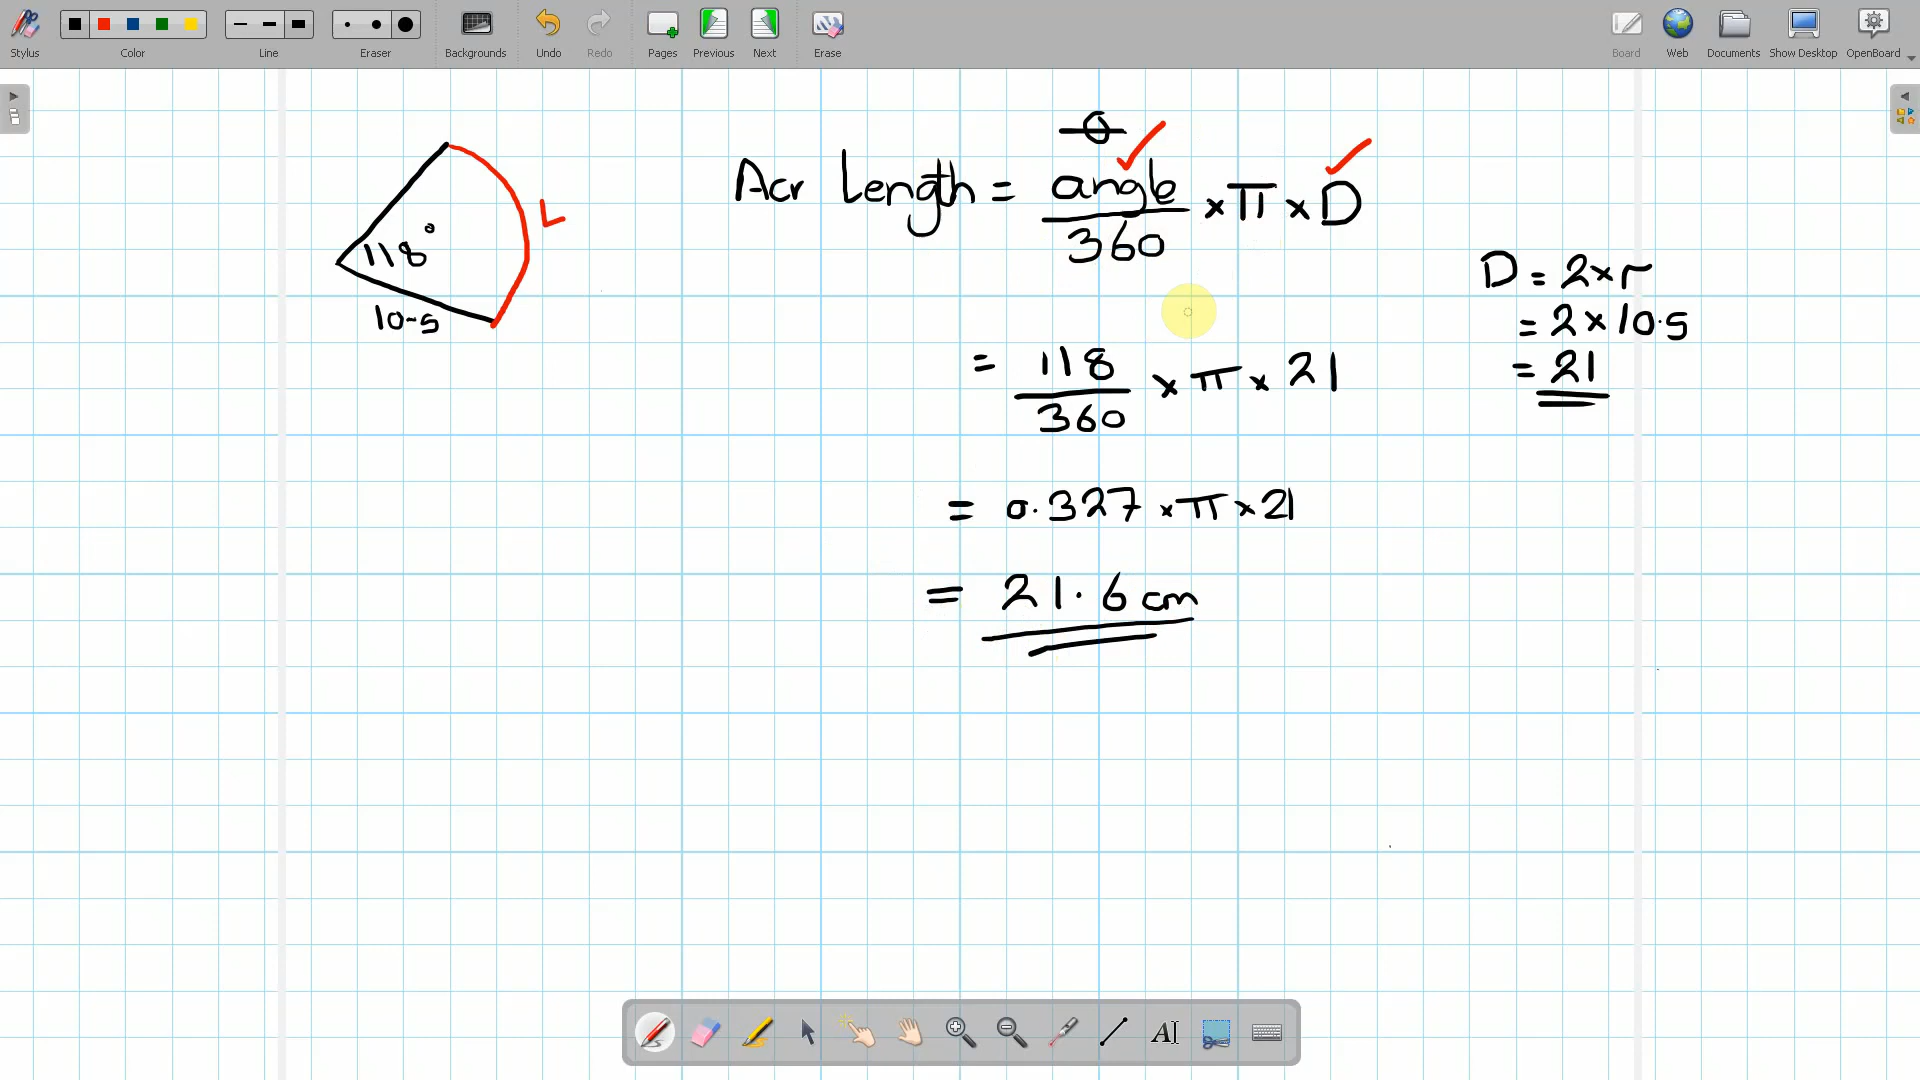 Stylus
Color
Line
Eraser
Backgrounds
Undo
Redo
Pages
Previous
Next
Erase
Board
Web
Documents
Show Desktop
OpenBoard
118°
10.5
L
θ
Acr Length = angle/360 × π × D
D = 2 × r
= 2 × 10.5
= 21
= 118/360 × π × 21
= 0.327 × π × 21
= 21.6 cm
AI